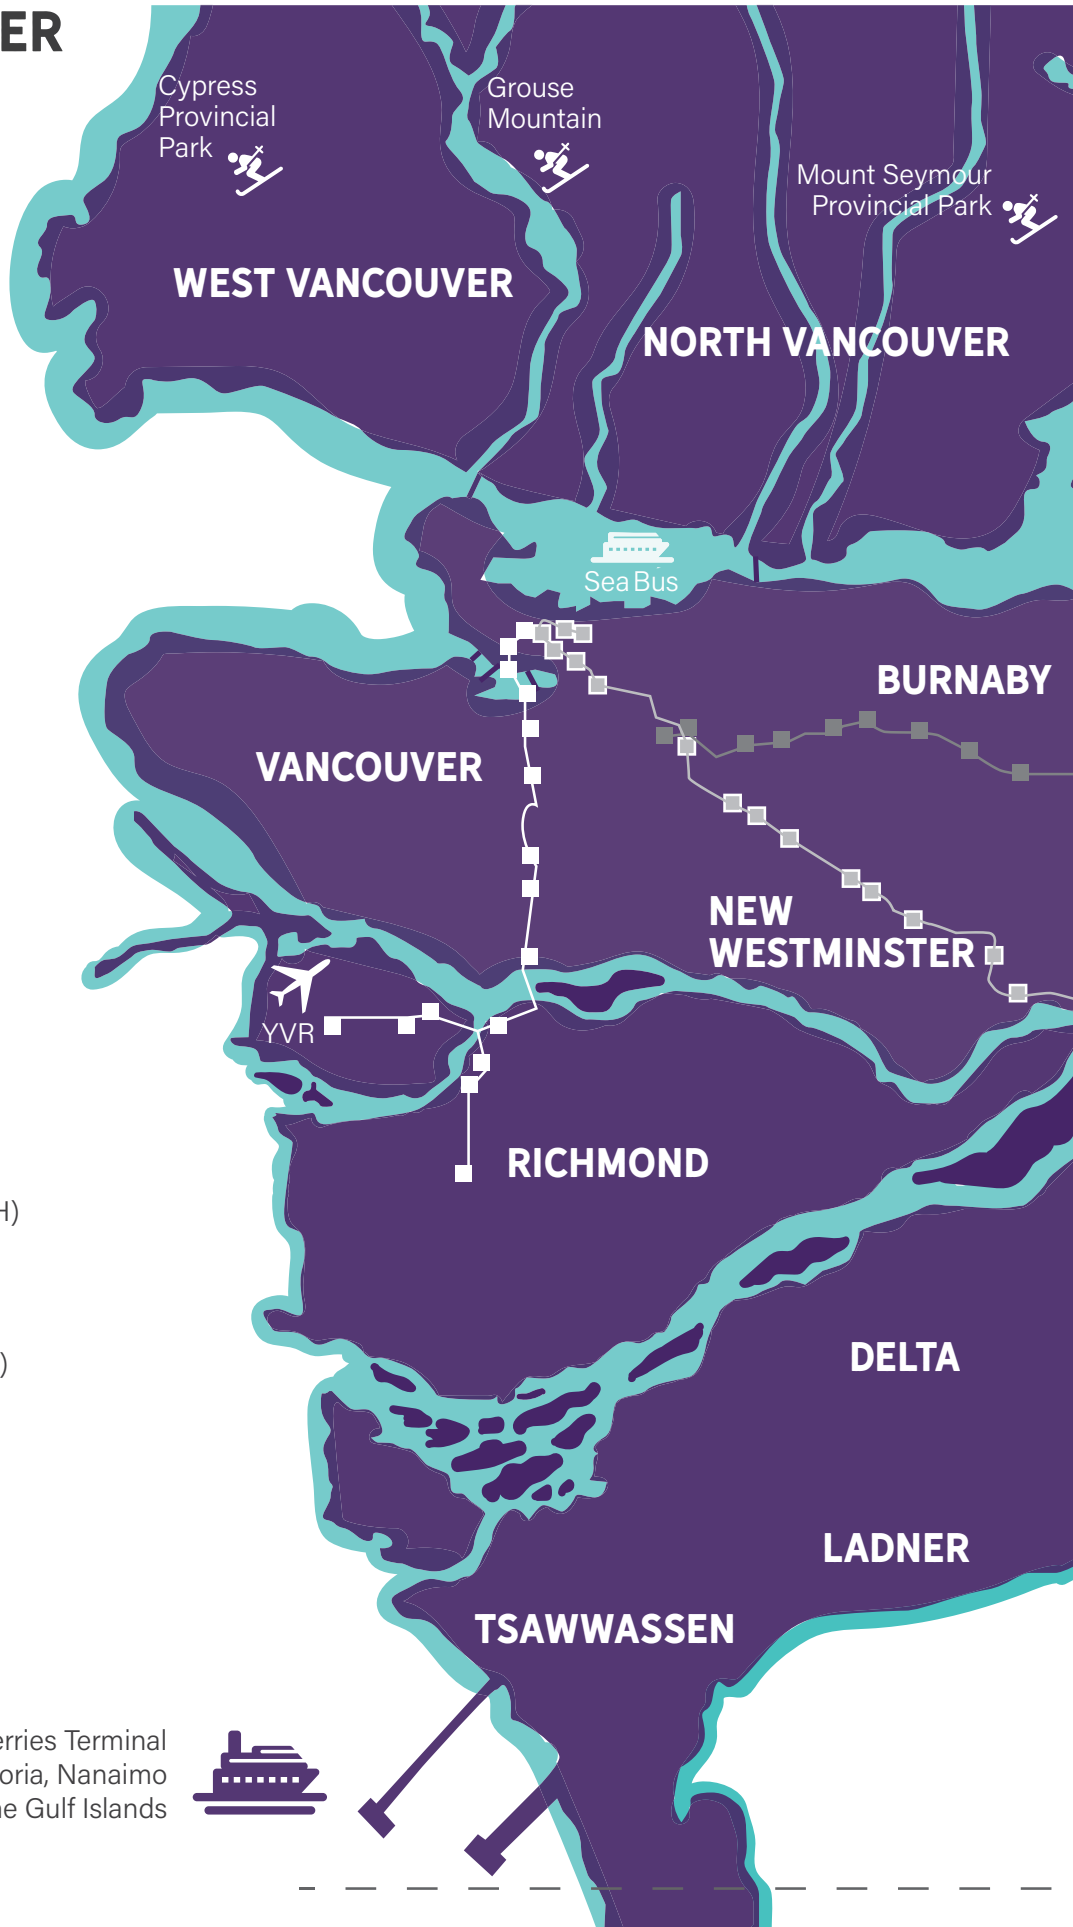 ER
Cypress
Provincial
Park
Grouse
Mountain
Mount Seymour
Provincial Park
WEST VANCOUVER
NORTH VANCOUVER
Sea Bus
BURNABY
VANCOUVER
NEW
WESTMINSTER
YVR
RICHMOND
H)
)
DELTA
LADNER
TSAWWASSEN
erries Terminal
oria, Nanaimo
ne Gulf Islands